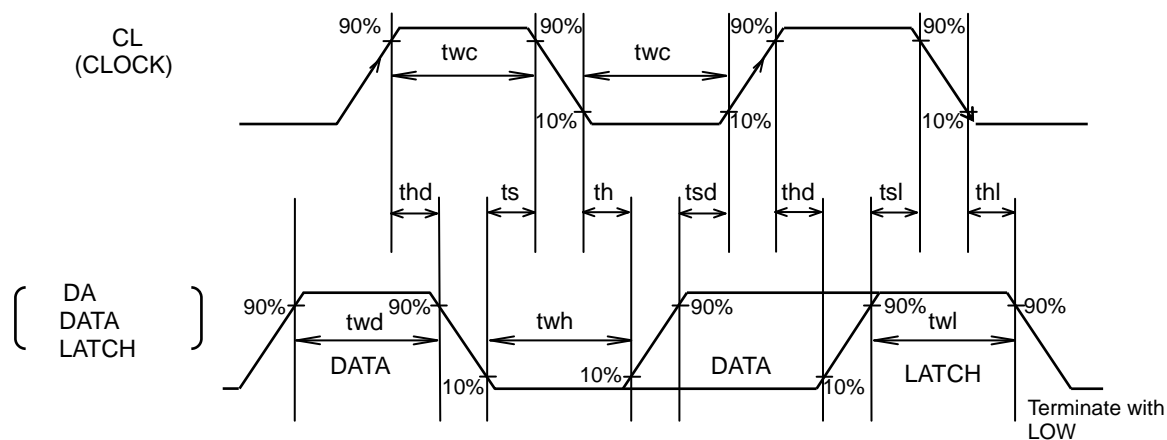 CL
(CLOCK)
90% twc 90% twc 90% 90%
10% 10% 10%
thd ts th tsd thd tsl thl
DA
DATA
LATCH
90% twd 90% twh 90% 90% twl 90%
DATA 10% 10% DATA 10% LATCH
Terminate with
LOW